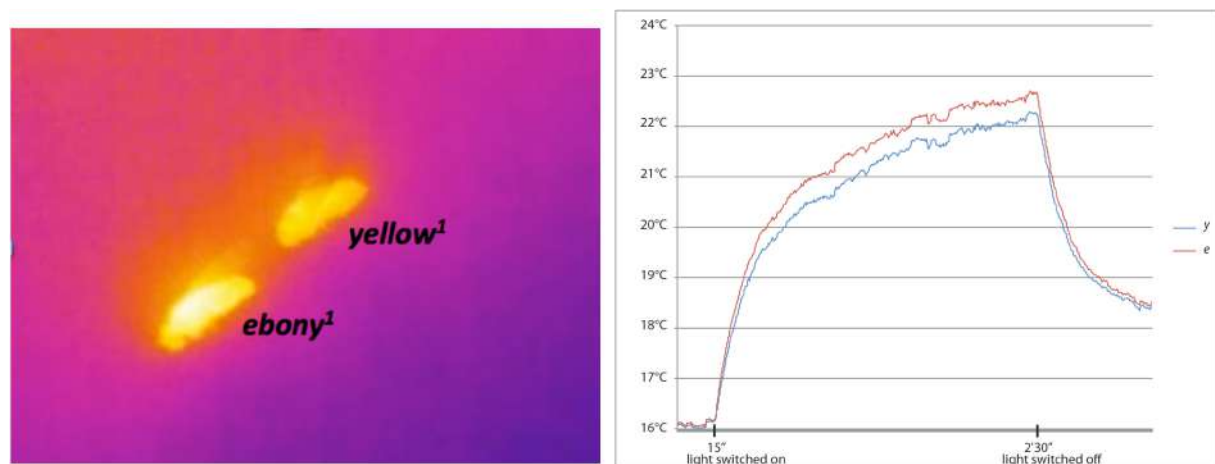 yellow1
ebony1
24°C
23°C
22°C
21°C
20°C
19°C
18°C
17°C
16°C
15"
light switched on
2'30"
light switched off
y
e